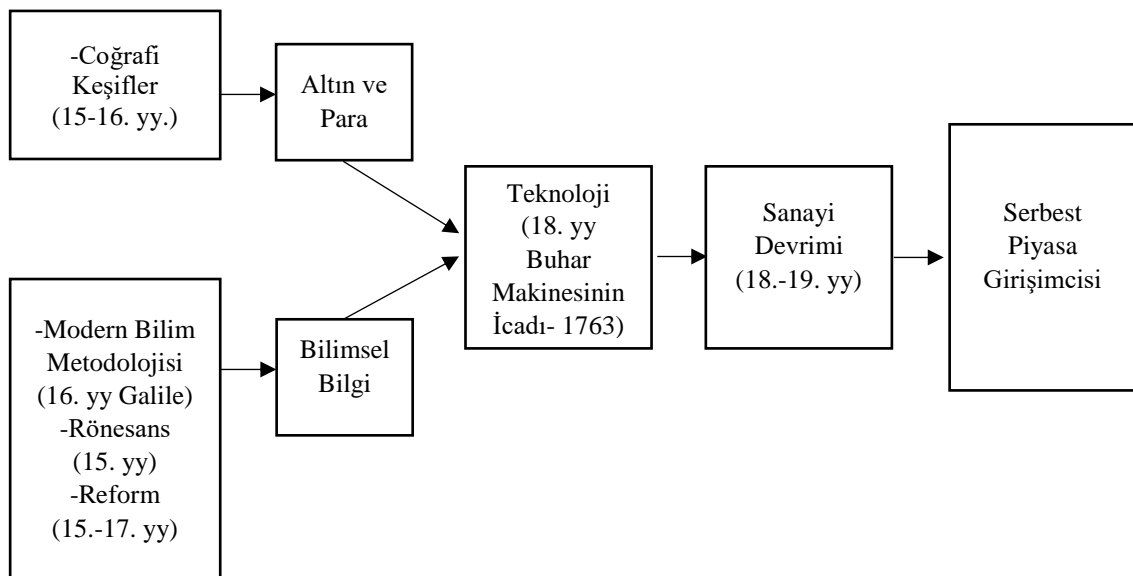 -Coğrafi
Keşifler
(15-16. yy.)
Altın ve
Para
-Modern Bilim
Metodolojisi
(16. yy Galile)
-Rönesans
(15. yy)
-Reform
(15.-17. yy)
Bilimsel
Bilgi
Teknoloji
(18. yy
Buhar
Makinesinin
İcadı- 1763)
Sanayi
Devrimi
(18.-19. yy)
Serbest
Piyasa
Girişimcisi